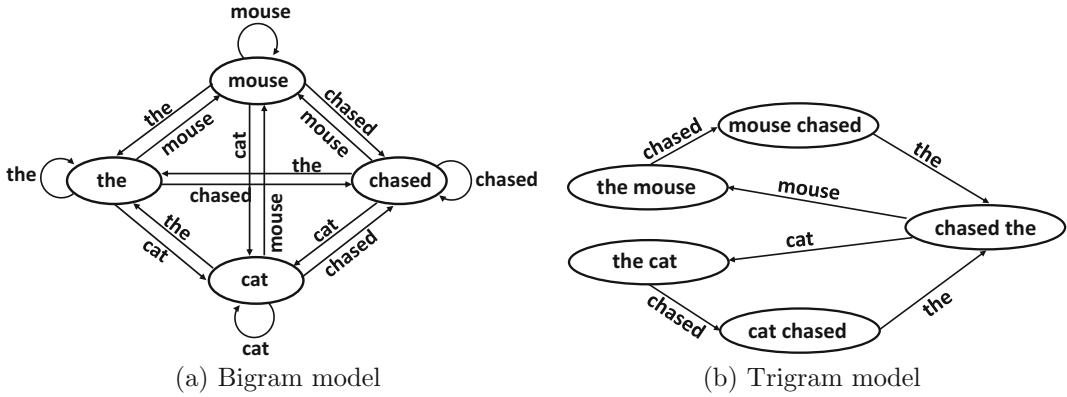 mouse
mouse
the
mouse
chased
mouse
cat
the
the
the
chased
chased
chased
mouse
the
cat
cat
chased
cat
cat
(a) Bigram model
chased
mouse chased
the
the mouse
mouse
chased the
cat
the cat
chased
cat chased
the
(b) Trigram model